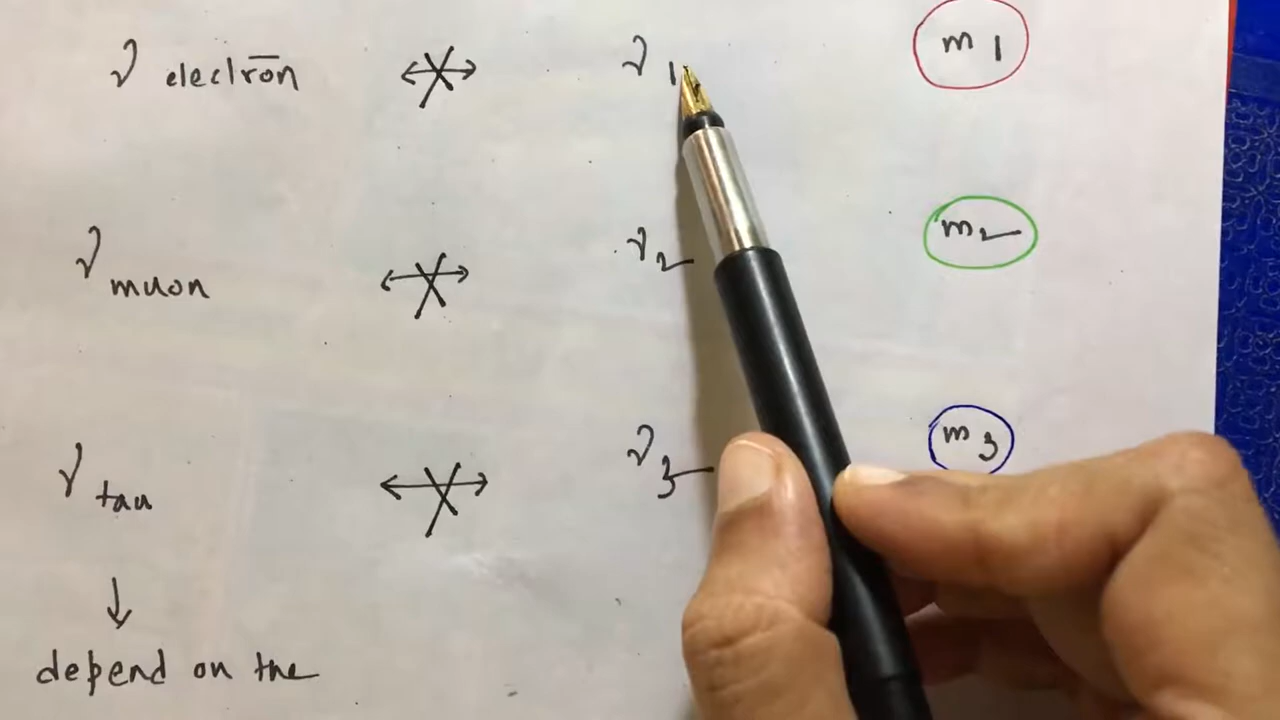 ν electron ↔ ν 1 m 1
ν muon ↔ ν 2 m 2
ν tau ↔ ν 3 m 3
↓
depend on the